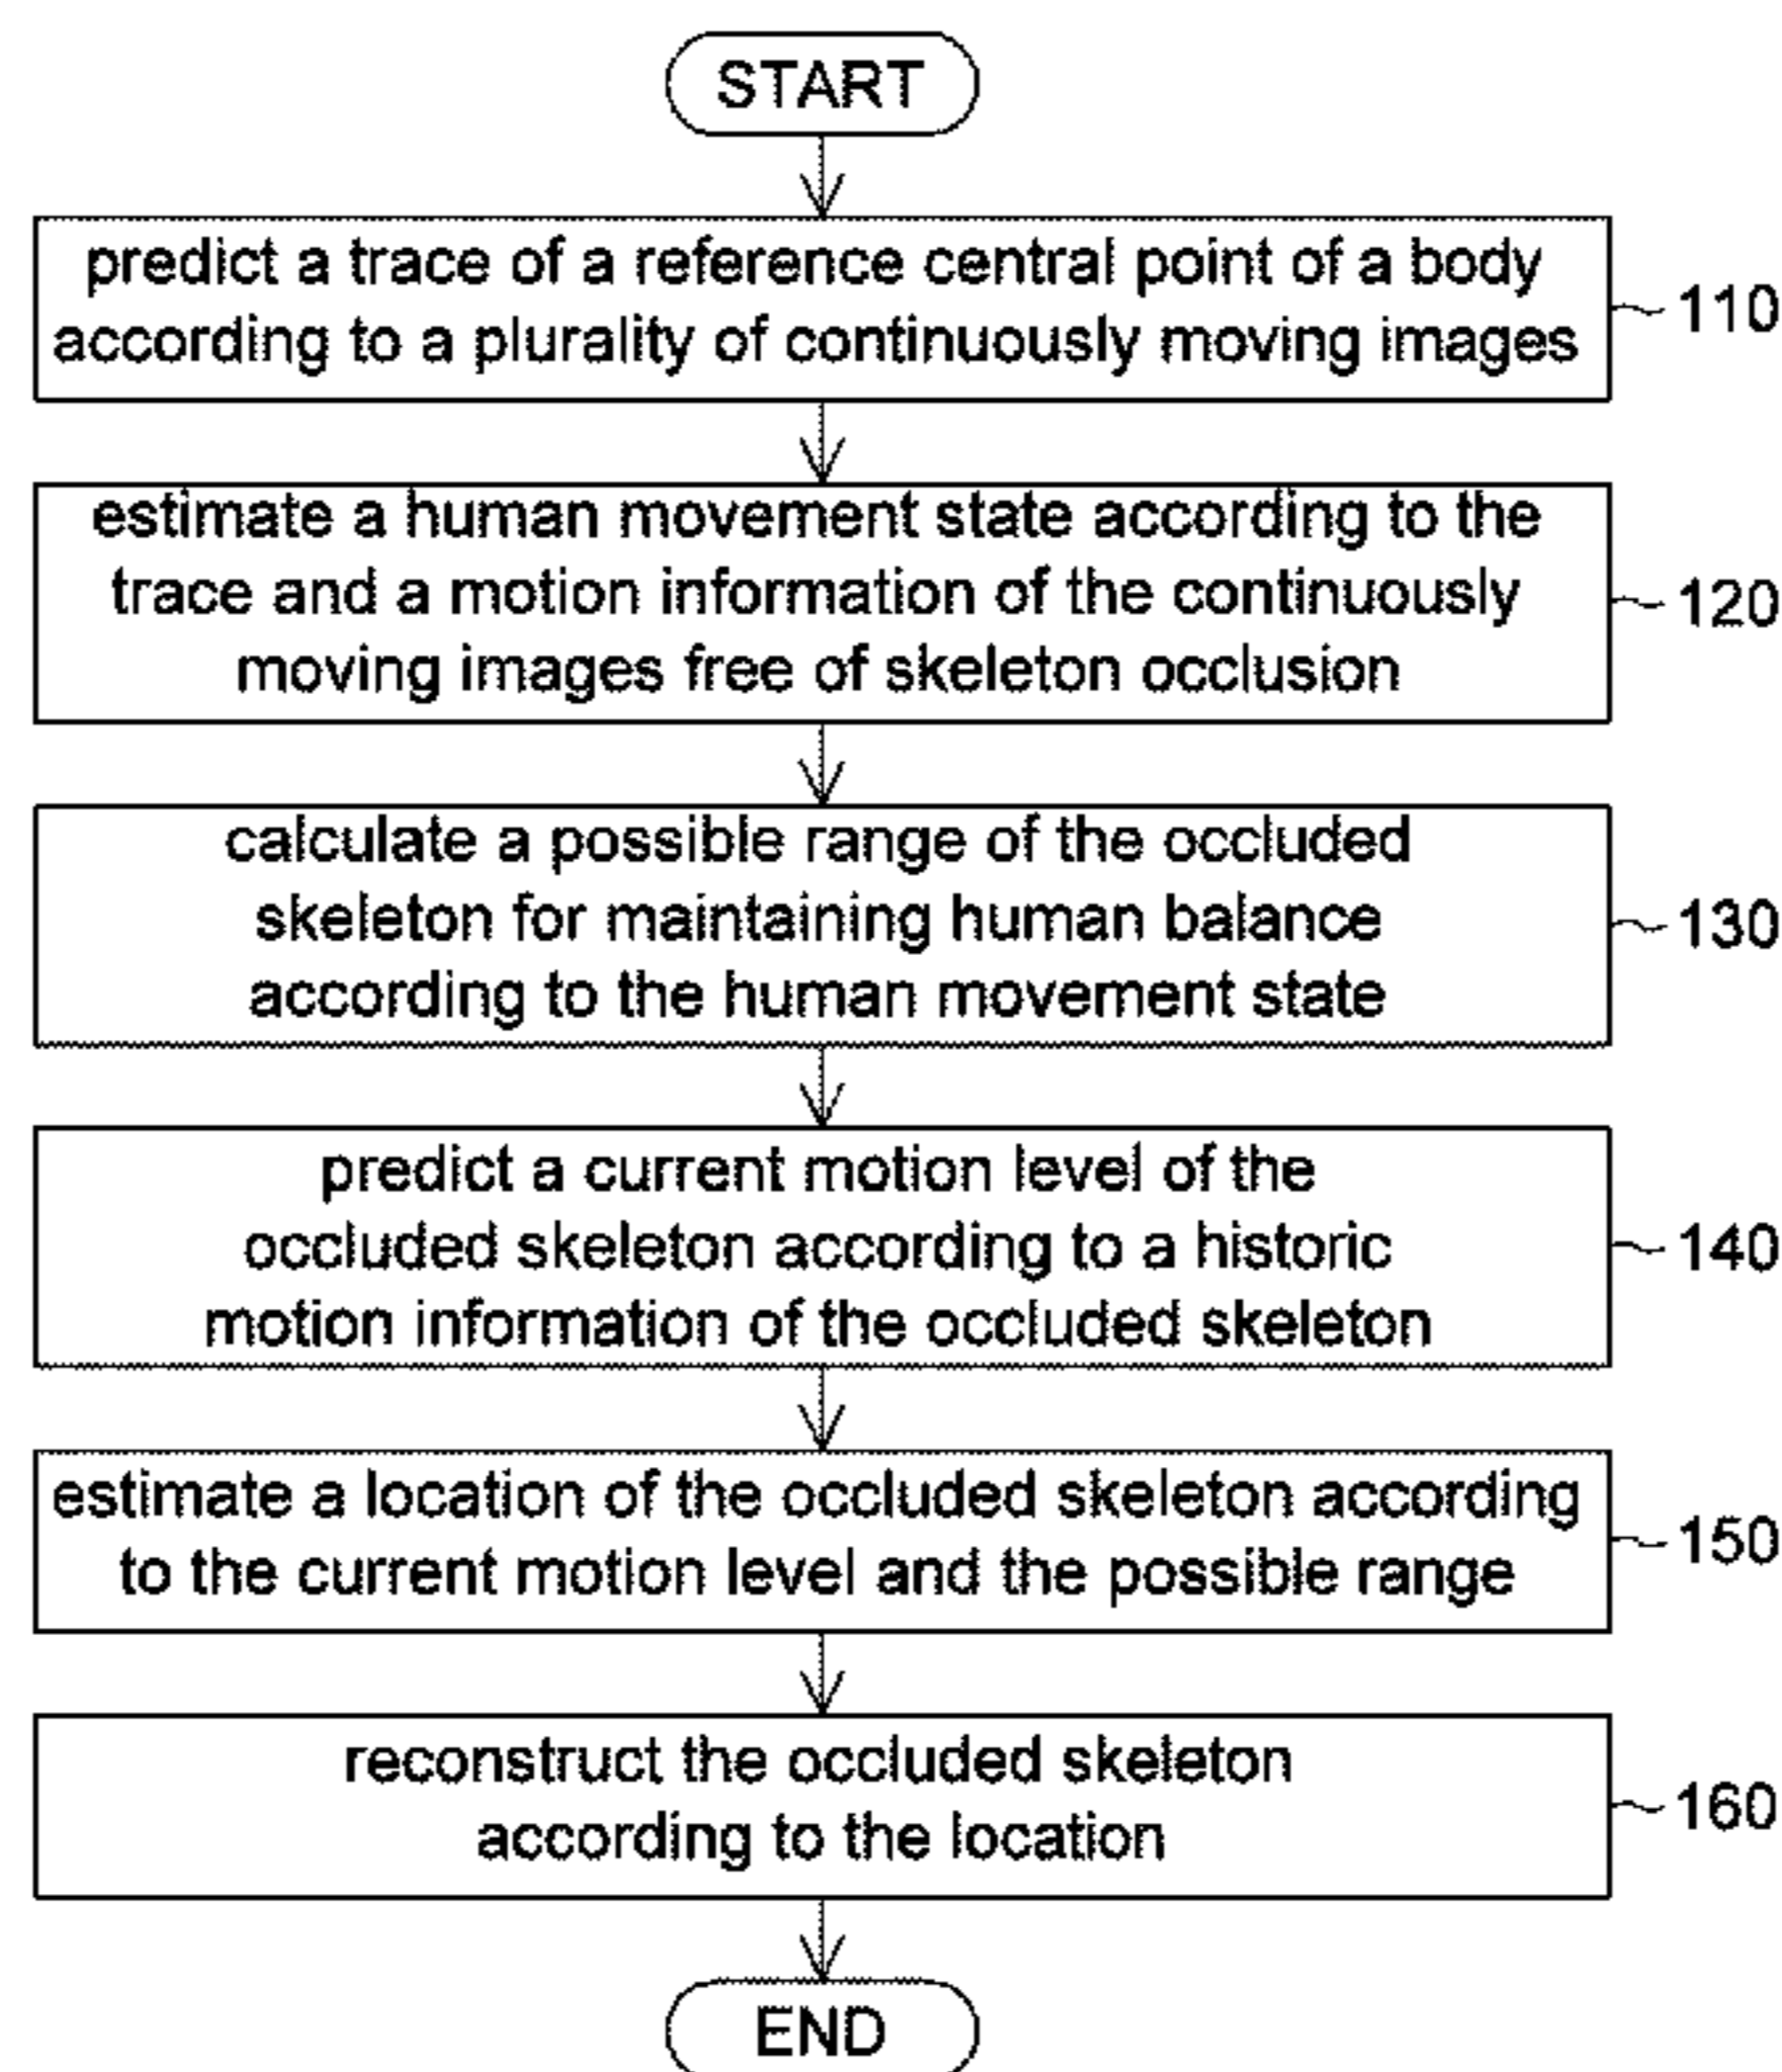 START
predict a trace of a reference central point of a body
according to a plurality of continuously moving images
110
estimate a human movement state according to the
trace and a motion information of the continuously
moving images free of skeleton occlusion
120
calculate a possible range of the occluded
skeleton for maintaining human balance
according to the human movement state
130
predict a current motion level of the
occluded skeleton according to a historic
motion information of the occluded skeleton
140
estimate a location of the occluded skeleton according
to the current motion level and the possible range
150
reconstruct the occluded skeleton
according to the location
160
END